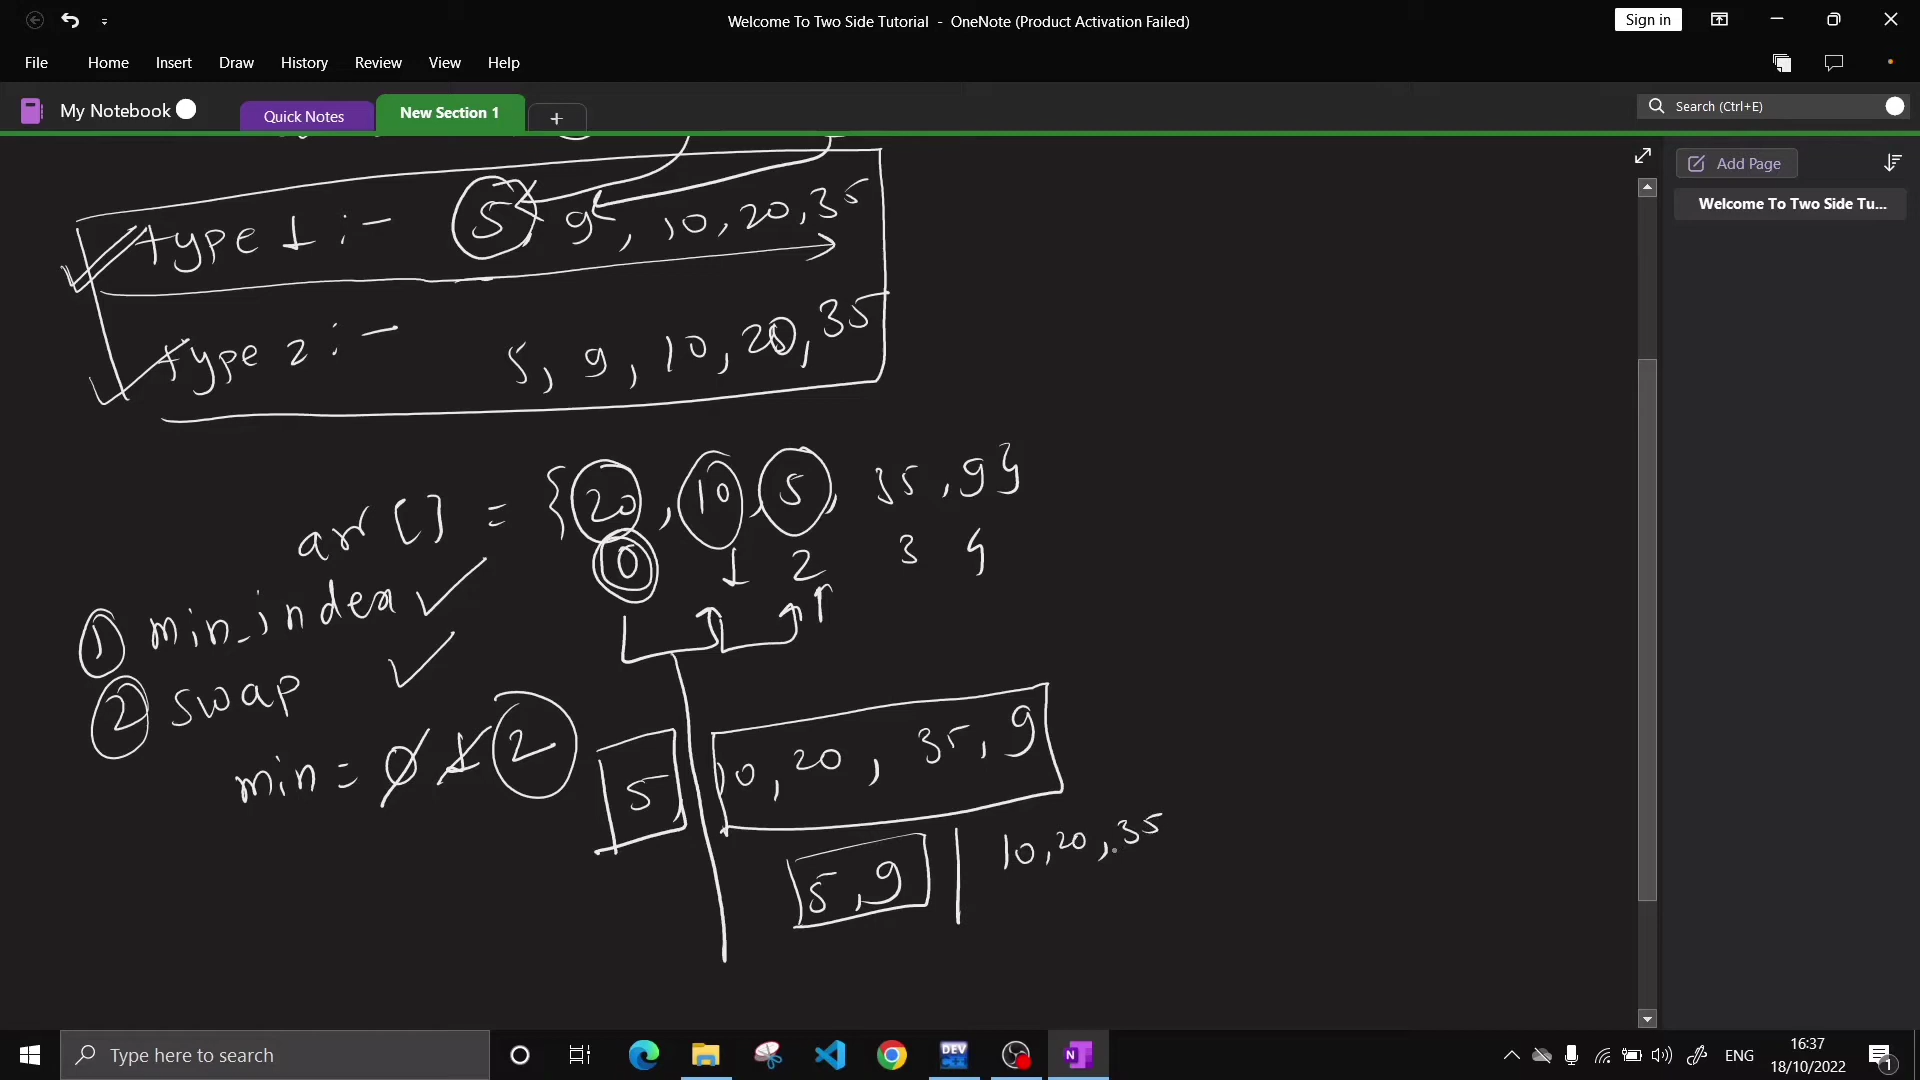 Welcome To Two Side Tutorial - OneNote (Product Activation Failed)
Sign in
File Home Insert Draw History Review View Help
My Notebook
Quick Notes
New Section 1
+
Search (Ctrl+E)
Add Page
Welcome To Two Side Tu...
type 1 :- 5, 9, 10, 20, 35
type 2 :- 5, 9, 10, 20, 35
arr[] = {20, 10, 5, 35, 9}
0 1 2 3 4
① min_index ✓
② swap ✓
min = 0 1 2
5, 10, 20, 35, 9
5, 9 | 10, 20, 35
Type here to search
DEV
N
ENG
16:37
18/10/2022
1